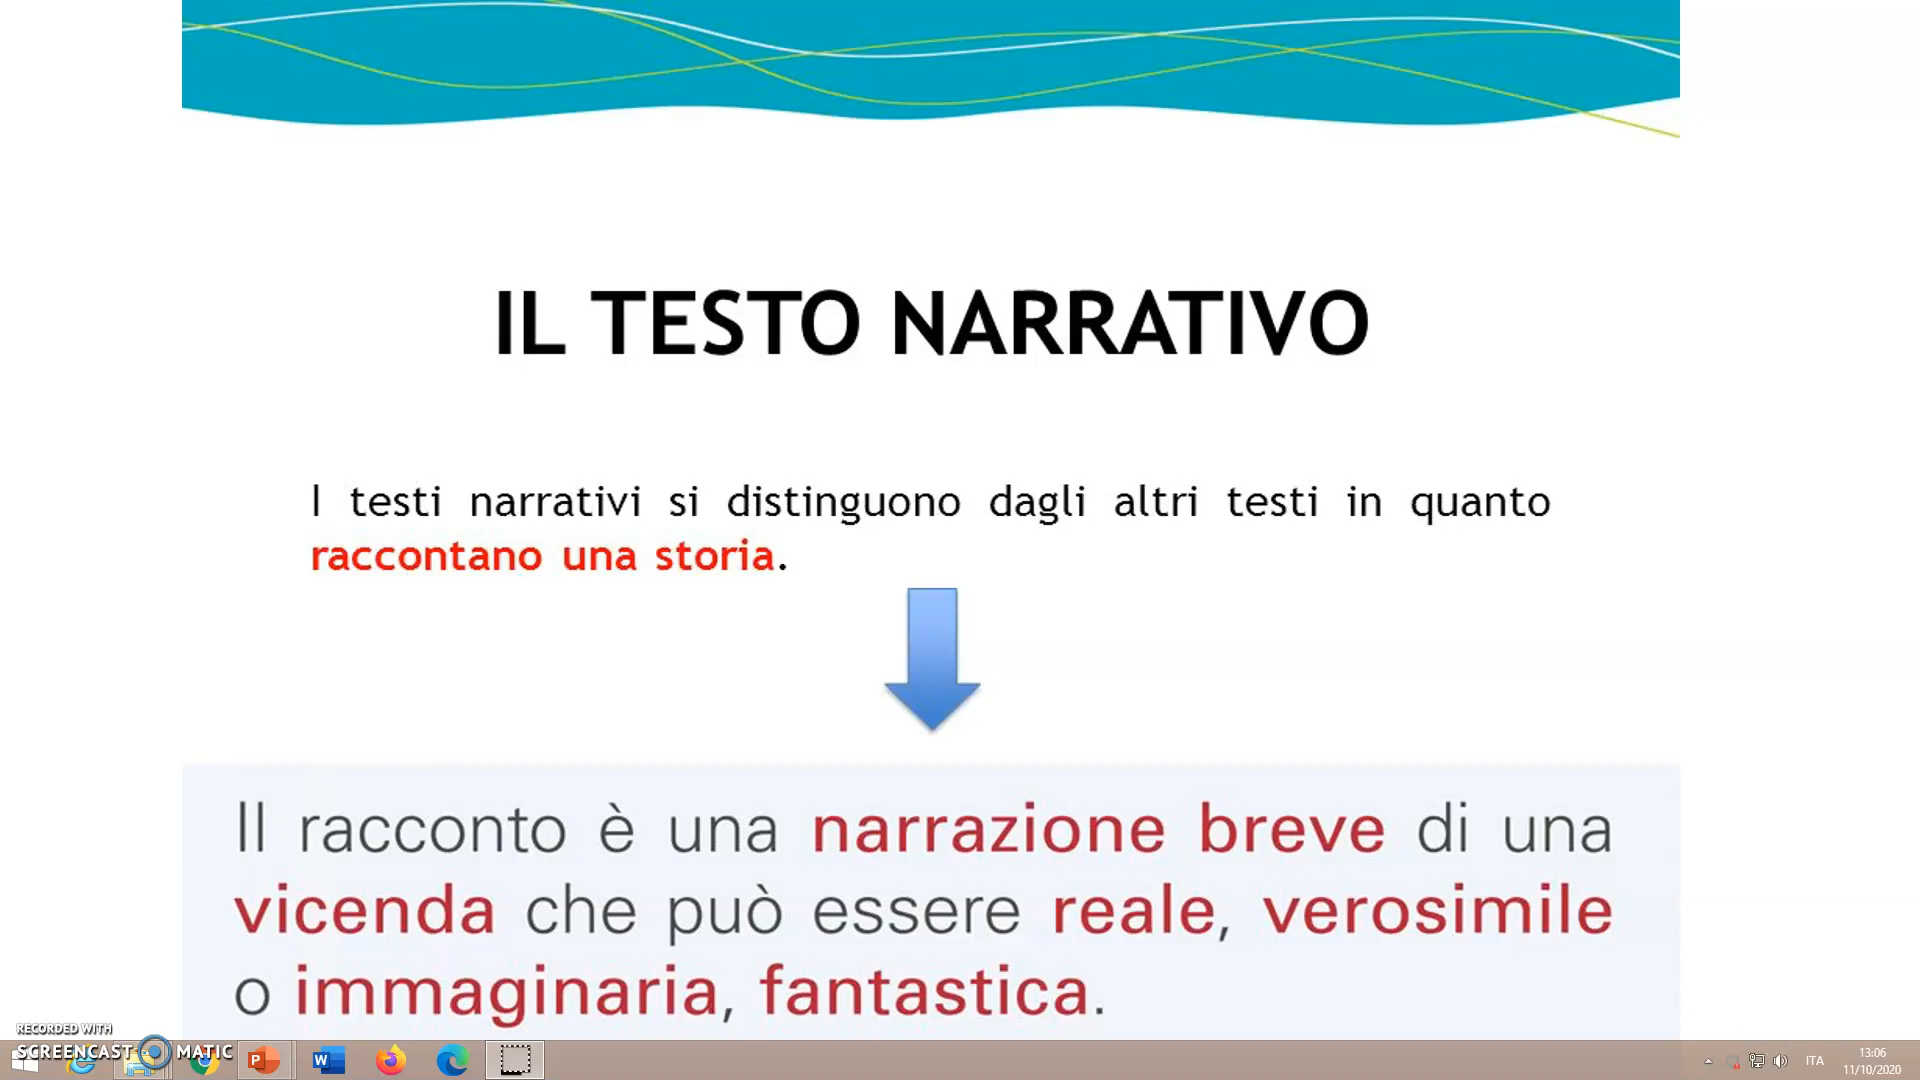 IL TESTO NARRATIVO
I testi narrativi si distinguono dagli altri testi in quanto
raccontano una storia.
Il racconto è una narrazione breve di una
vicenda che può essere reale, verosimile
o immaginaria, fantastica.
RECORDED WITH
SCREENCAST MATIC
ITA
13:06
11/10/2020